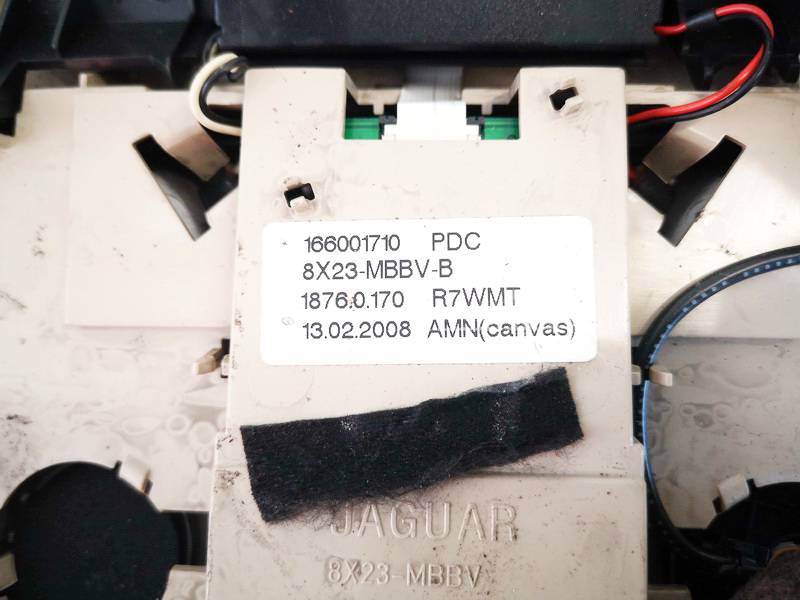 166001710 PDC
8X23-MBBV-B
1876.0.170 R7WMT
13.02.2008 AMN(canvas)
JAGUAR
8X23-MBBV